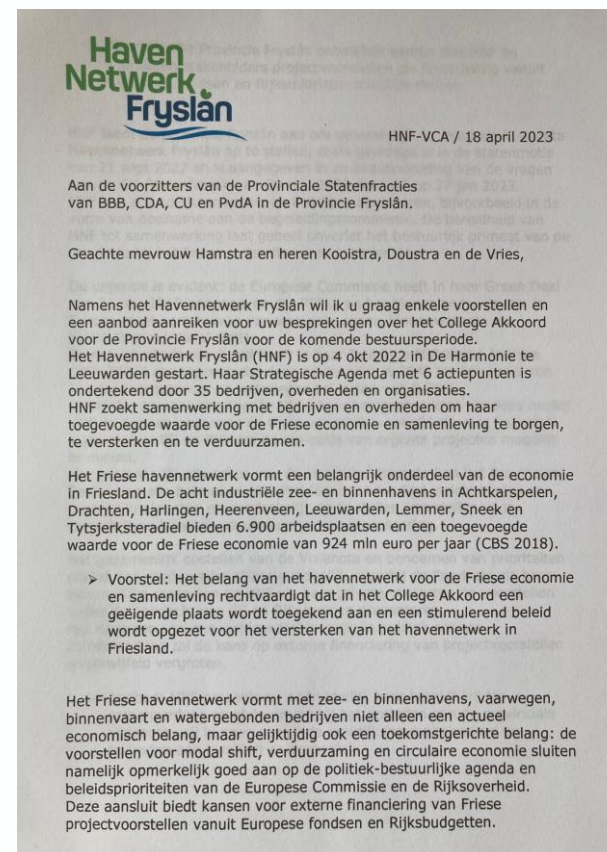 Haven
Netwerk
Fryslân
HNF-VCA / 18 april 2023
Aan de voorzitters van de Provinciale Statenfracties
van BBB, CDA, CU en PvdA in de Provincie Fryslân.
Geachte mevrouw Hamstra en heren Kooistra, Doustra en de Vries,
Namens het Havennetwerk Fryslân wil ik u graag enkele voorstellen en
een aanbod aanreiken voor uw besprekingen over het College Akkoord
voor de Provincie Fryslân voor de komende bestuursperiode.
Het Havennetwerk Fryslân (HNF) is op 4 okt 2022 in De Harmonie te
Leeuwarden gestart. Haar Strategische Agenda met 6 actiepunten is
ondertekend door 35 bedrijven, overheden en organisaties.
HNF zoekt samenwerking met bedrijven en overheden om haar
toegevoegde waarde voor de Friese economie en samenleving te borgen,
te versterken en te verduurzamen.
Het Friese havennetwerk vormt een belangrijk onderdeel van de economie
in Friesland. De acht industriële zee- en binnenhavens in Achtkarspelen,
Drachten, Harlingen, Heerenveen, Leeuwarden, Lemmer, Sneek en
Tytsjerksteradiel bieden 6.900 arbeidsplaatsen en een toegevoegde
waarde voor de Friese economie van 924 mln euro per jaar (CBS 2018).
➢ Voorstel: Het belang van het havennetwerk voor de Friese economie
en samenleving rechtvaardigt dat in het College Akkoord een
geëigende plaats wordt toegekend aan en een stimulerend beleid
wordt opgezet voor het versterken van het havennetwerk in
Friesland.
Het Friese havennetwerk vormt met zee- en binnenhavens, vaarwegen,
binnenvaart en watergebonden bedrijven niet alleen een actueel
economisch belang, maar gelijktijdig ook een toekomstgerichte belang: de
voorstellen voor modal shift, verduurzaming en circulaire economie sluiten
namelijk opmerkelijk goed aan op de politiek-bestuurlijke agenda en
beleidsprioriteiten van de Europese Commissie en de Rijksoverheid.
Deze aansluit biedt kansen voor externe financiering van Friese
projectvoorstellen vanuit Europese fondsen en Rijksbudgetten.